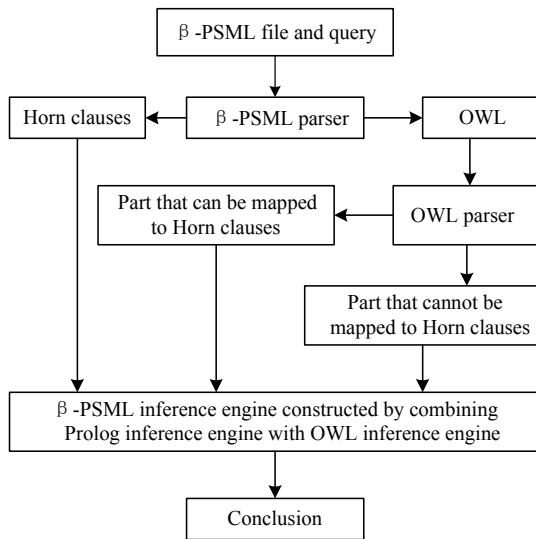 β-PSML file and query
Horn clauses
β-PSML parser
OWL
Part that can be mapped
to Horn clauses
OWL parser
Part that cannot be
mapped to Horn clauses
β-PSML inference engine constructed by combining
Prolog inference engine with OWL inference engine
Conclusion